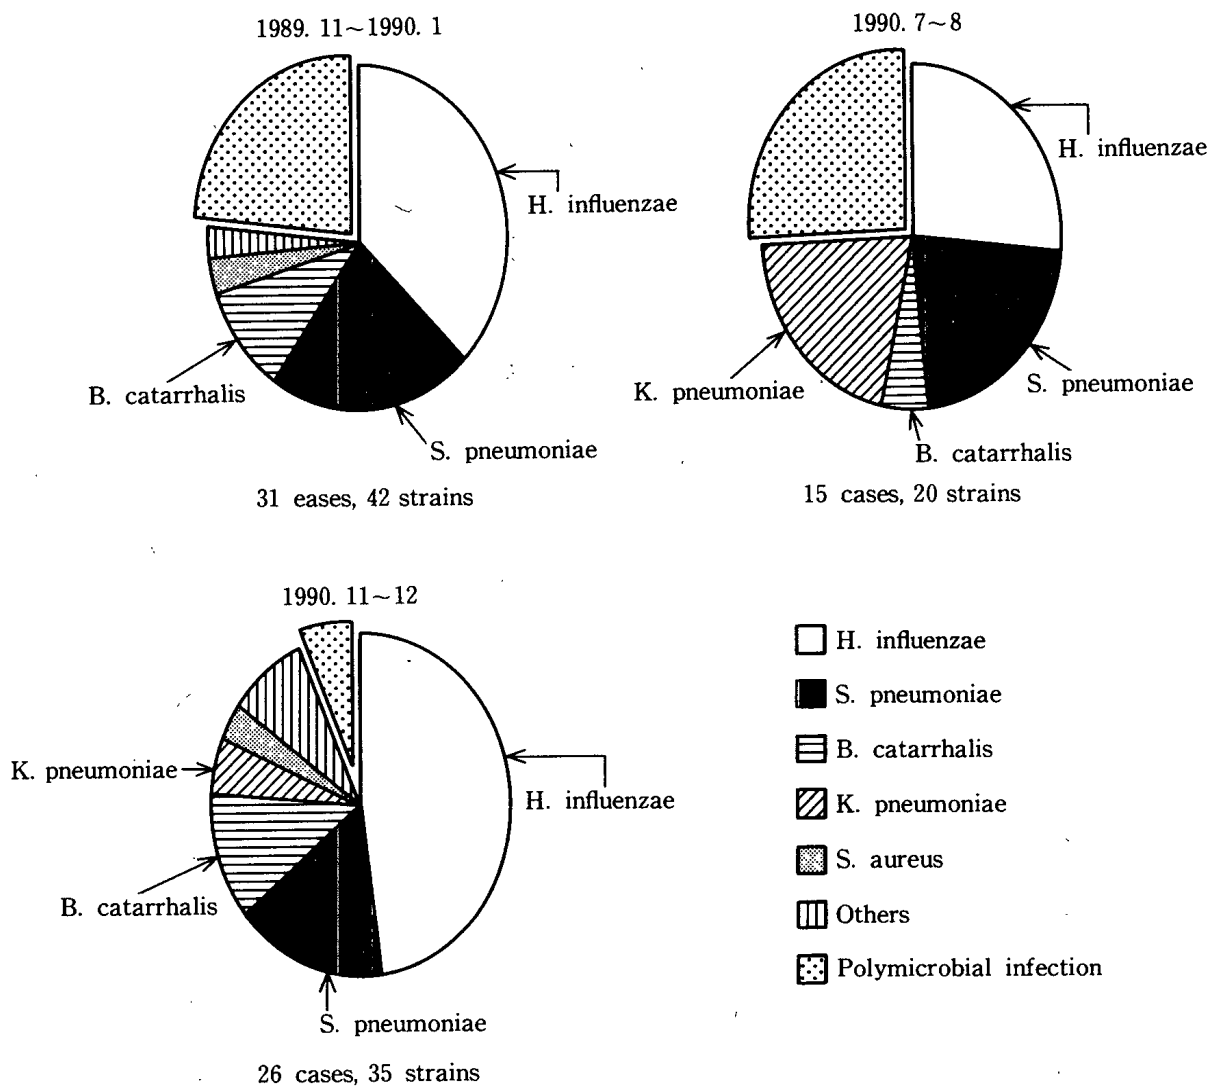 1989. 11~1990. 1
H. influenzae
B. catarrhalis
S. pneumoniae
31 eases, 42 strains
1990. 7~8
H. influenzae
K. pneumoniae
S. pneumoniae
B. catarrhalis
15 cases, 20 strains
1990. 11~12
K. pneumoniae
H. influenzae
B. catarrhalis
S. pneumoniae
26 cases, 35 strains
H. influenzae
S. pneumoniae
B. catarrhalis
K. pneumoniae
S. aureus
Others
Polymicrobial infection